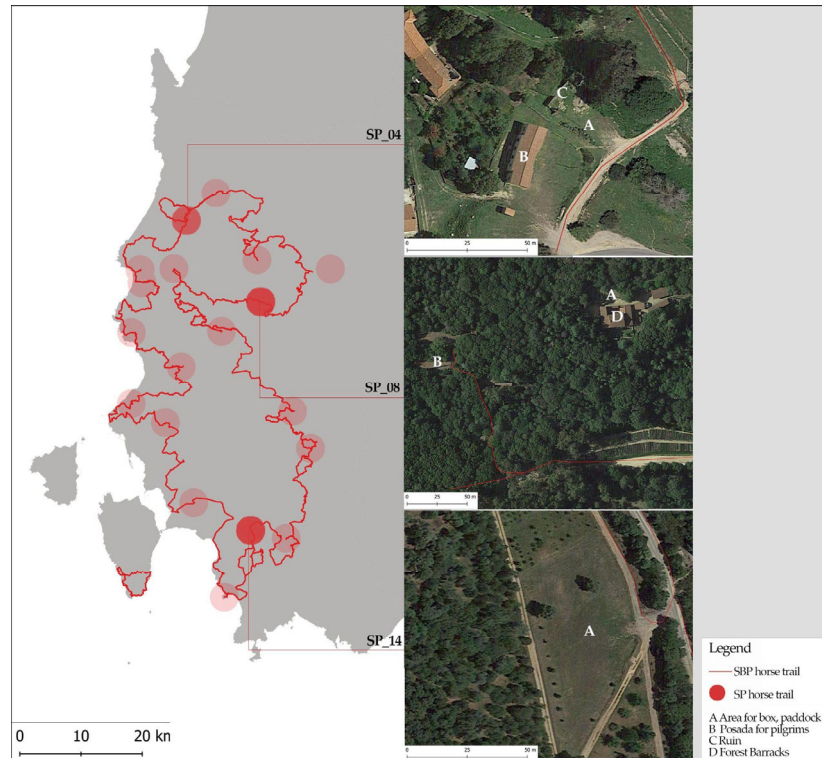 SP_04
C
A
B
0 25 50 m
A
D
B
SP_08
0 25 50 m
A
SP_14
0 25 50 m
0 10 20 km
Legend
SBP horse trail
SP horse trail
A Area for box, paddock
B Posada for pilgrims
C Ruin
D Forest Barracks